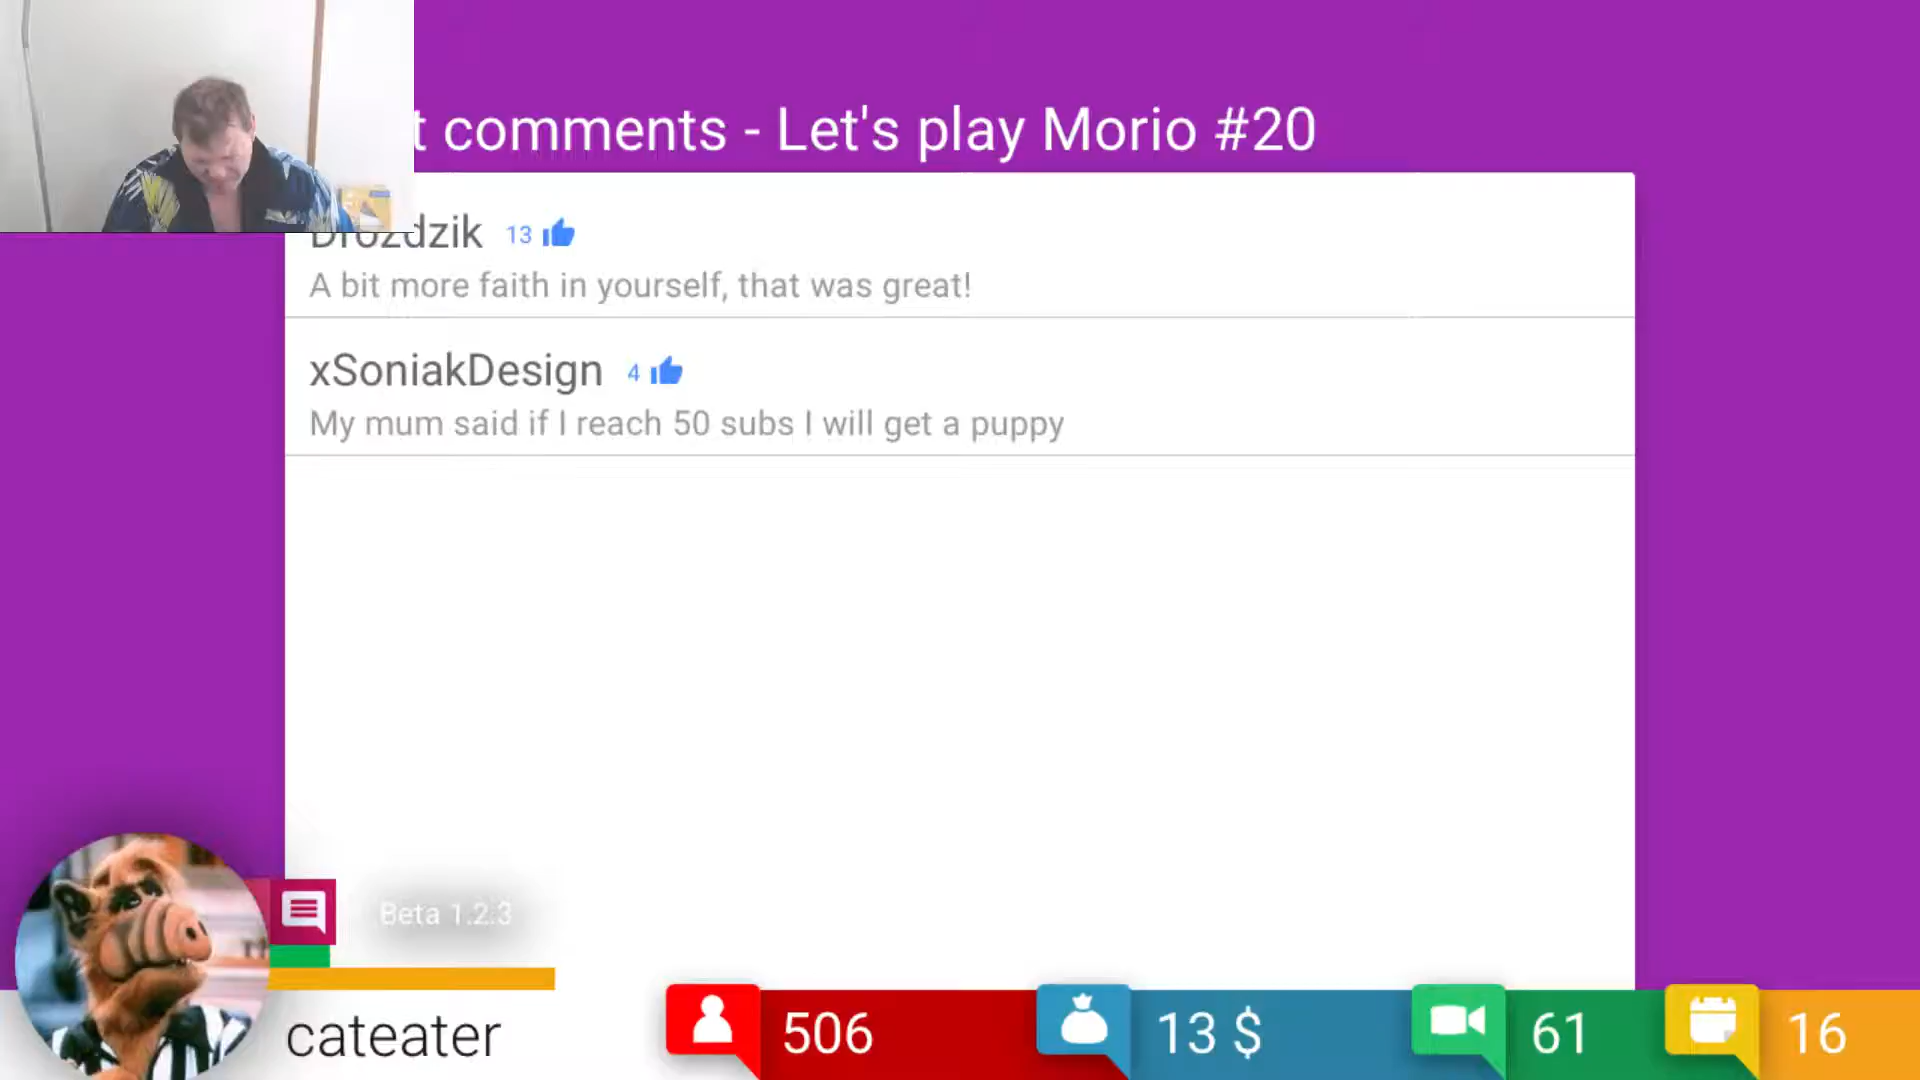 t comments - Let's play Morio #20
Drozdzik 13
A bit more faith in yourself, that was great!
xSoniakDesign 4
My mum said if I reach 50 subs I will get a puppy
Beta 1.2.3
cateater
506
13 $
61
16